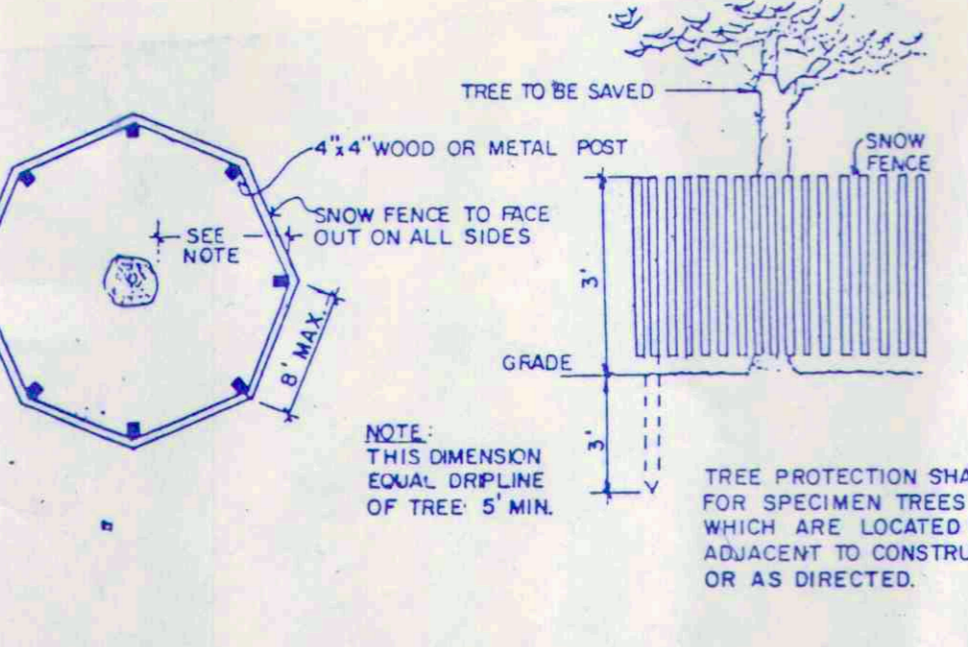 TREE TO BE SAVED
4"x4" WOOD OR METAL POST
SNOW
FENCE
SNOW FENCE TO FACE
OUT ON ALL SIDES
SEE
NOTE
3'
8' MAX.
GRADE
3'
NOTE:
THIS DIMENSION
EQUAL DRIPLINE
OF TREE 5' MIN.
TREE PROTECTION SHA
FOR SPECIMEN TREES
WHICH ARE LOCATED
ADJACENT TO CONSTRU
OR AS DIRECTED.